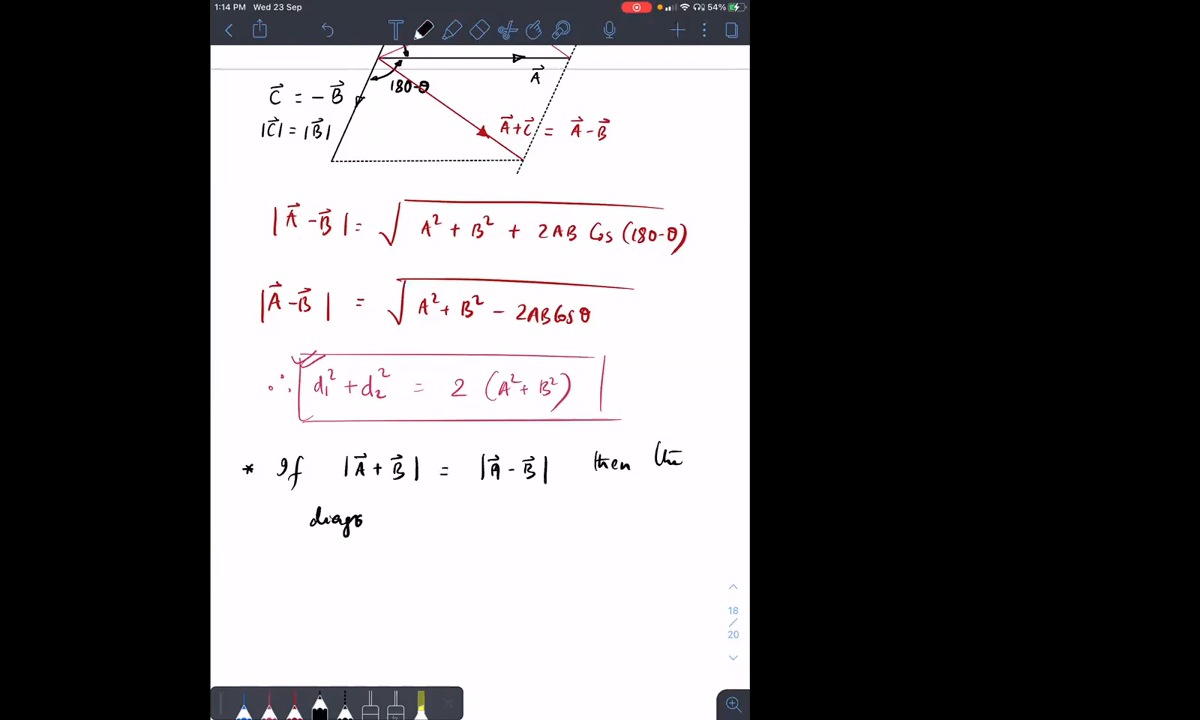 1:14 PM Wed 23 Sep 54%
T
A⃗
180-θ
C⃗ = -B⃗
|C⃗| = |B⃗|
A⃗+C⃗ = A⃗-B⃗
|A⃗ -B⃗| = √(A² + B² + 2AB Cos (180-θ))
|A⃗ -B⃗| = √(A² + B² - 2ABCosθ)
∴ d₁² + d₂² = 2 (A² + B²)
* If |A⃗ + B⃗| = |A⃗ - B⃗| then the
diago
18
/
20